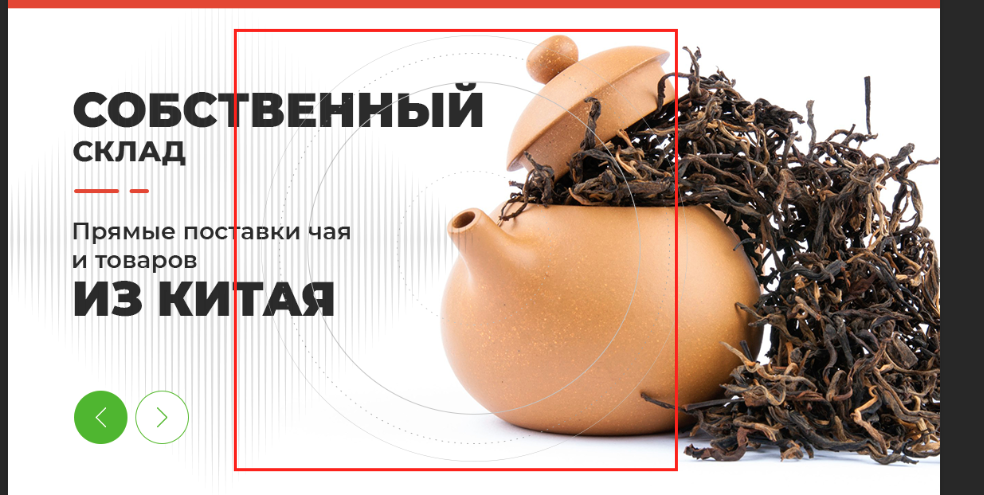 СОБСТВЕННЫЙ
СКЛАД
Прямые поставки чая
и товаров
ИЗ КИТАЯ